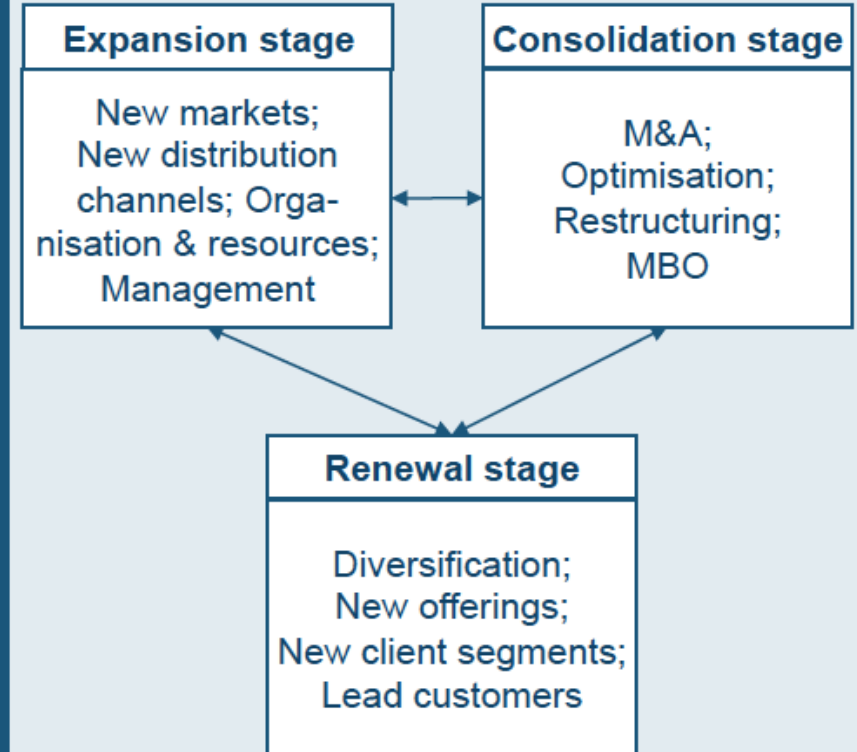 Expansion stage
New markets;
New distribution
channels; Orga-
nisation & resources;
Management
Consolidation stage
M&A;
Optimisation;
Restructuring;
MBO
Renewal stage
Diversification;
New offerings;
New client segments;
Lead customers